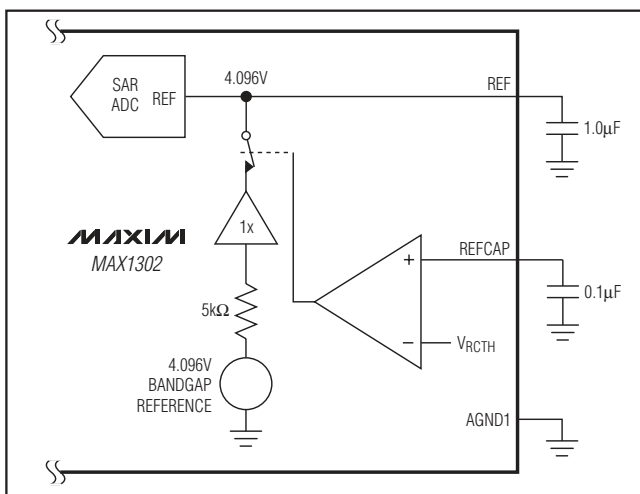 SAR
ADC
REF
4.096V
REF
1.0µF
MAXIM
MAX1302
1x
+
REFCAP
0.1µF
5kΩ
−
VRCTH
4.096V
BANDGAP
REFERENCE
AGND1